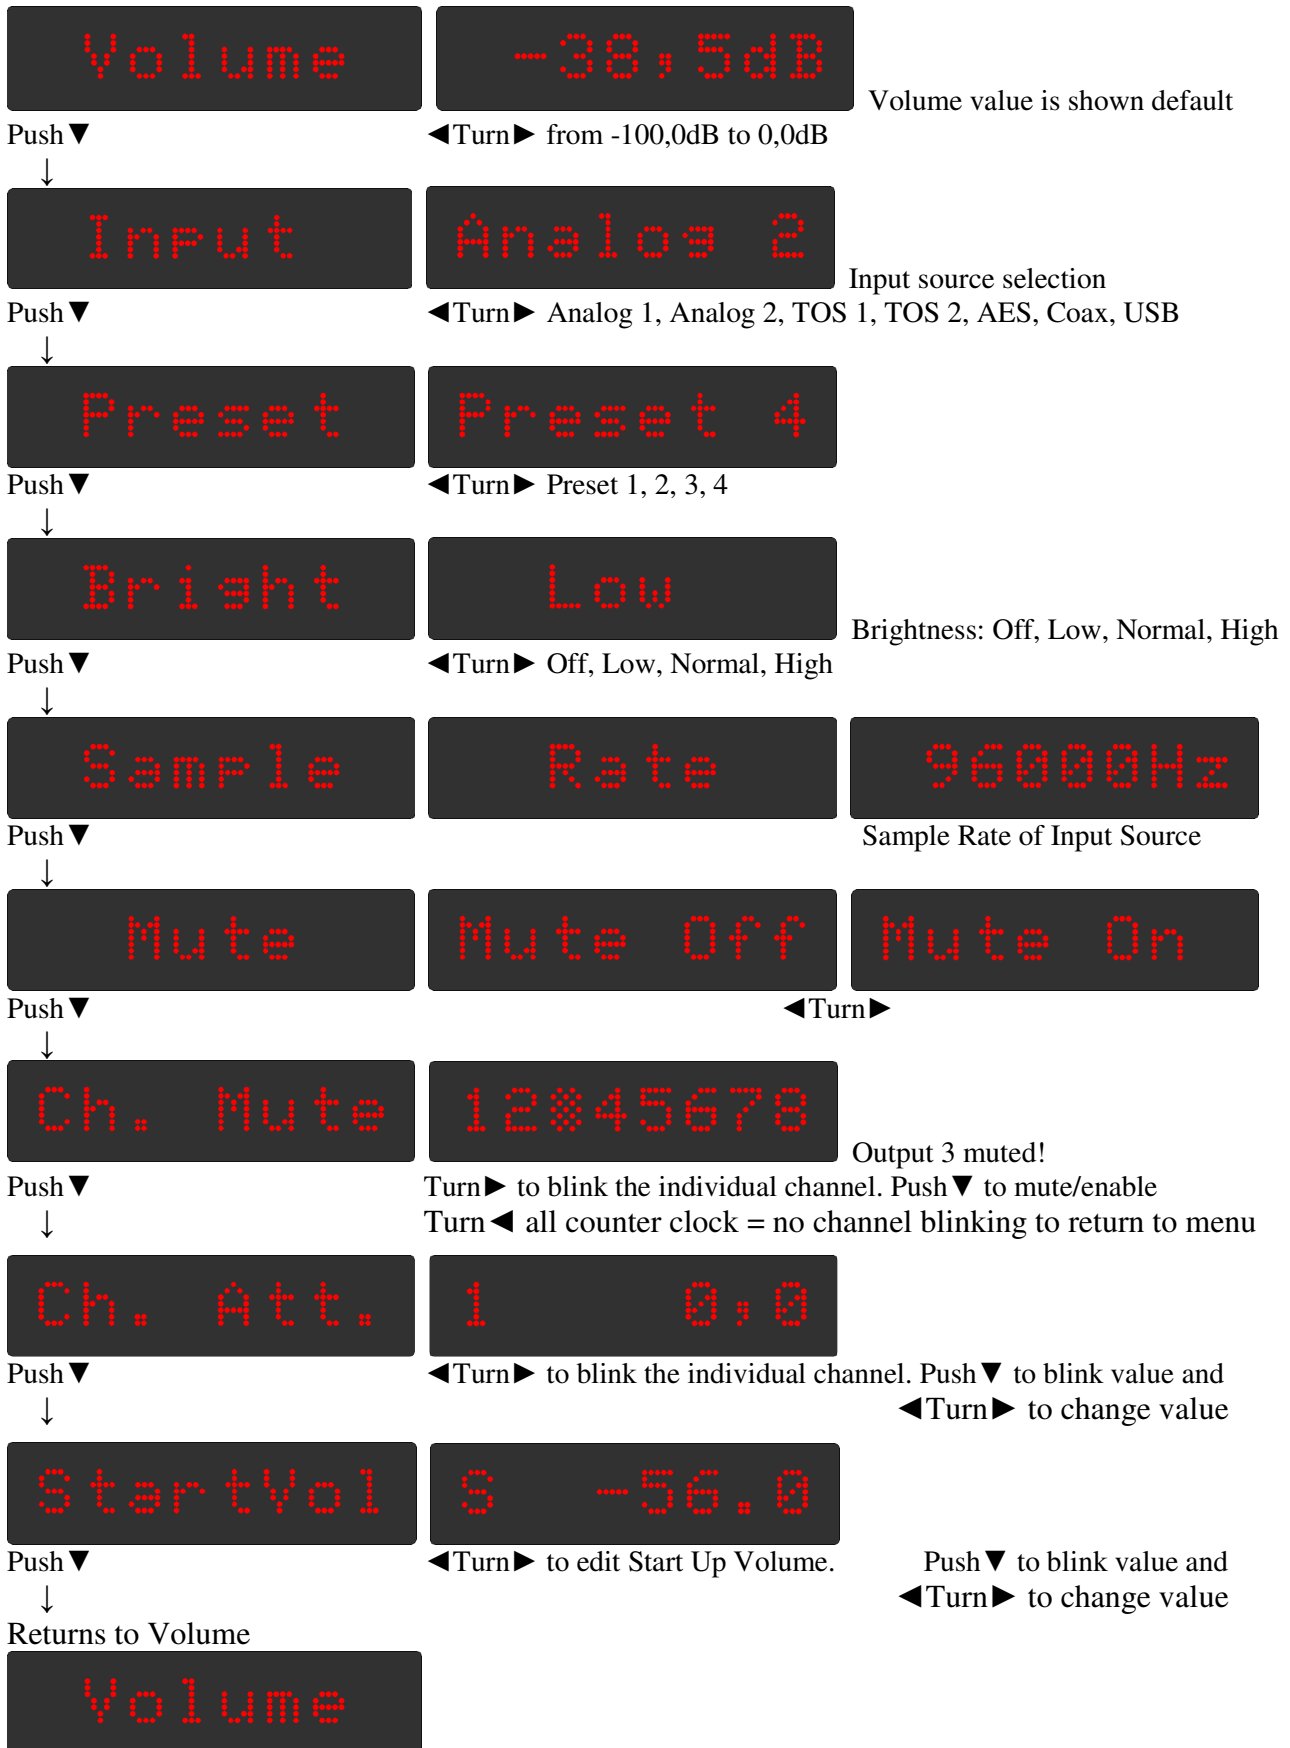 Volume -38,5dB Volume value is shown default
Push▼ ◄Turn► from -100,0dB to 0,0dB
↓
Input Analog 2 Input source selection
Push▼ ◄Turn► Analog 1, Analog 2, TOS 1, TOS 2, AES, Coax, USB
↓
Preset Preset 4
Push▼ ◄Turn► Preset 1, 2, 3, 4
↓
Bright Low Brightness: Off, Low, Normal, High
Push▼ ◄Turn► Off, Low, Normal, High
↓
Sample Rate 96000Hz
Push▼ Sample Rate of Input Source
↓
Mute Mute Off Mute On
Push▼ ◄Turn►
↓
Ch. Mute 12※45678 Output 3 muted!
Push▼ Turn► to blink the individual channel. Push▼ to mute/enable
↓ Turn◄ all counter clock = no channel blinking to return to menu
Ch. Att. 1 0,0
Push▼ ◄Turn► to blink the individual channel. Push▼ to blink value and
↓ ◄Turn► to change value
StartVol S -56.0
Push▼ ◄Turn► to edit Start Up Volume. Push▼ to blink value and
↓ ◄Turn► to change value
Returns to Volume
Volume